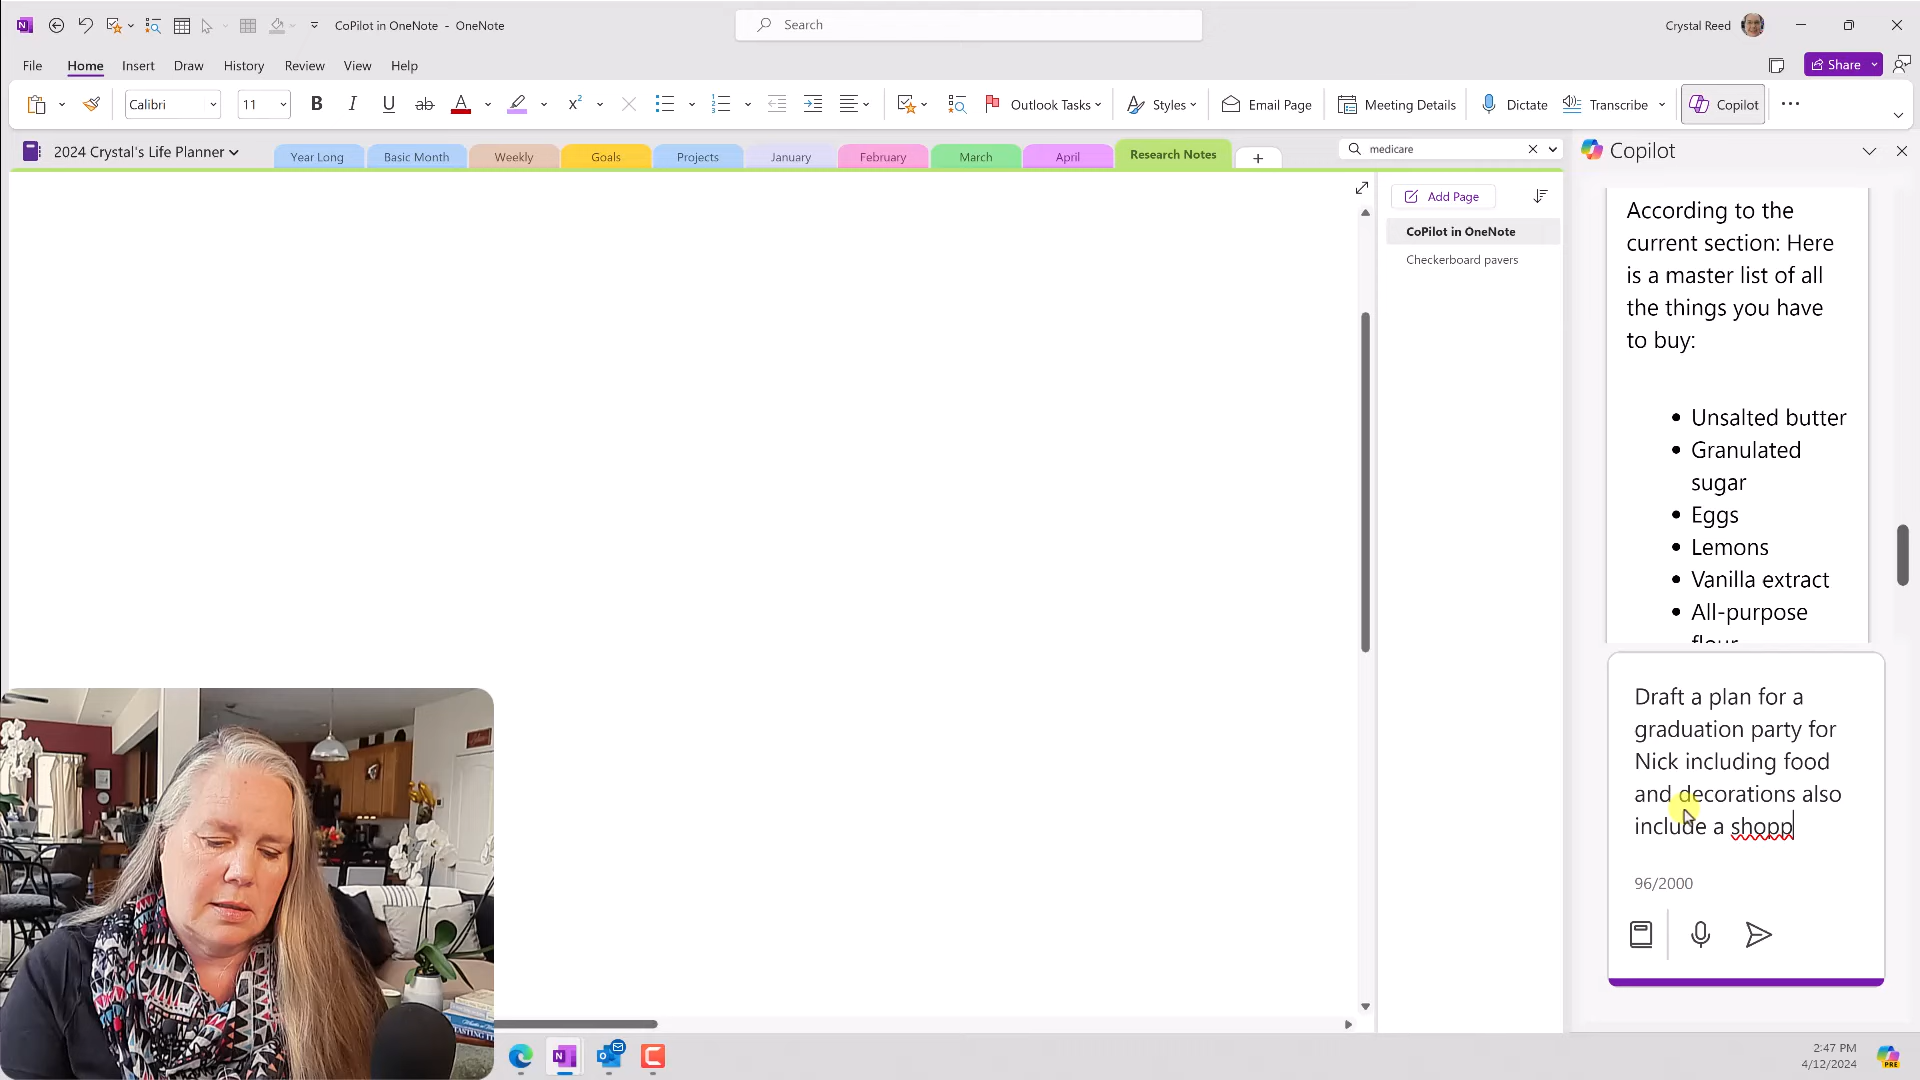 CoPilot in OneNote - OneNote
Search
Crystal Reed
File Home Insert Draw History Review View Help
Share
Calibri 11 B I U ab A x² Outlook Tasks Styles Email Page Meeting Details Dictate Transcribe Copilot
2024 Crystal's Life Planner
Year Long Basic Month Weekly Goals Projects January February March April Research Notes +
medicare
Copilot
Add Page
CoPilot in OneNote
Checkerboard pavers
According to the
current section: Here
is a master list of all
the things you have
to buy:
• Unsalted butter
• Granulated
sugar
• Eggs
• Lemons
• Vanilla extract
• All-purpose
flour
Draft a plan for a
graduation party for
Nick including food
and decorations also
include a shopp
96/2000
2:47 PM
4/12/2024
PRE